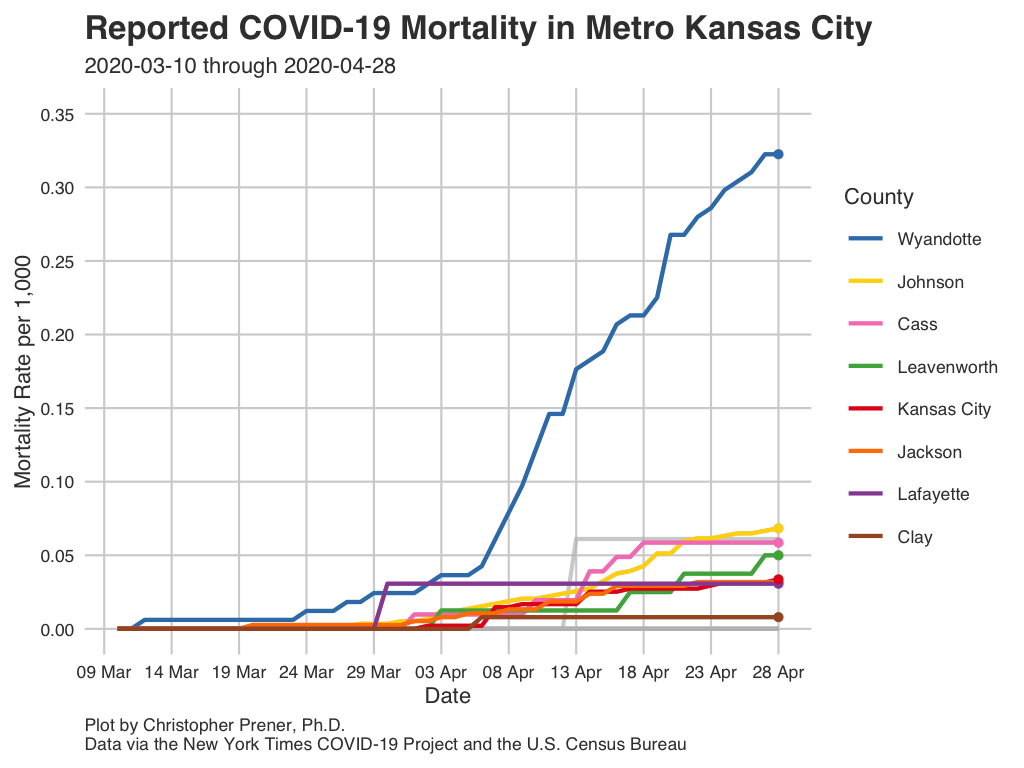 Reported COVID-19 Mortality in Metro Kansas City
2020-03-10 through 2020-04-28
Mortality Rate per 1,000
0.35
0.30
0.25
0.20
0.15
0.10
0.05
0.00
09 Mar 14 Mar 19 Mar 24 Mar 29 Mar 03 Apr 08 Apr 13 Apr 18 Apr 23 Apr 28 Apr
Date
County
Wyandotte
Johnson
Cass
Leavenworth
Kansas City
Jackson
Lafayette
Clay
Plot by Christopher Prener, Ph.D.
Data via the New York Times COVID-19 Project and the U.S. Census Bureau